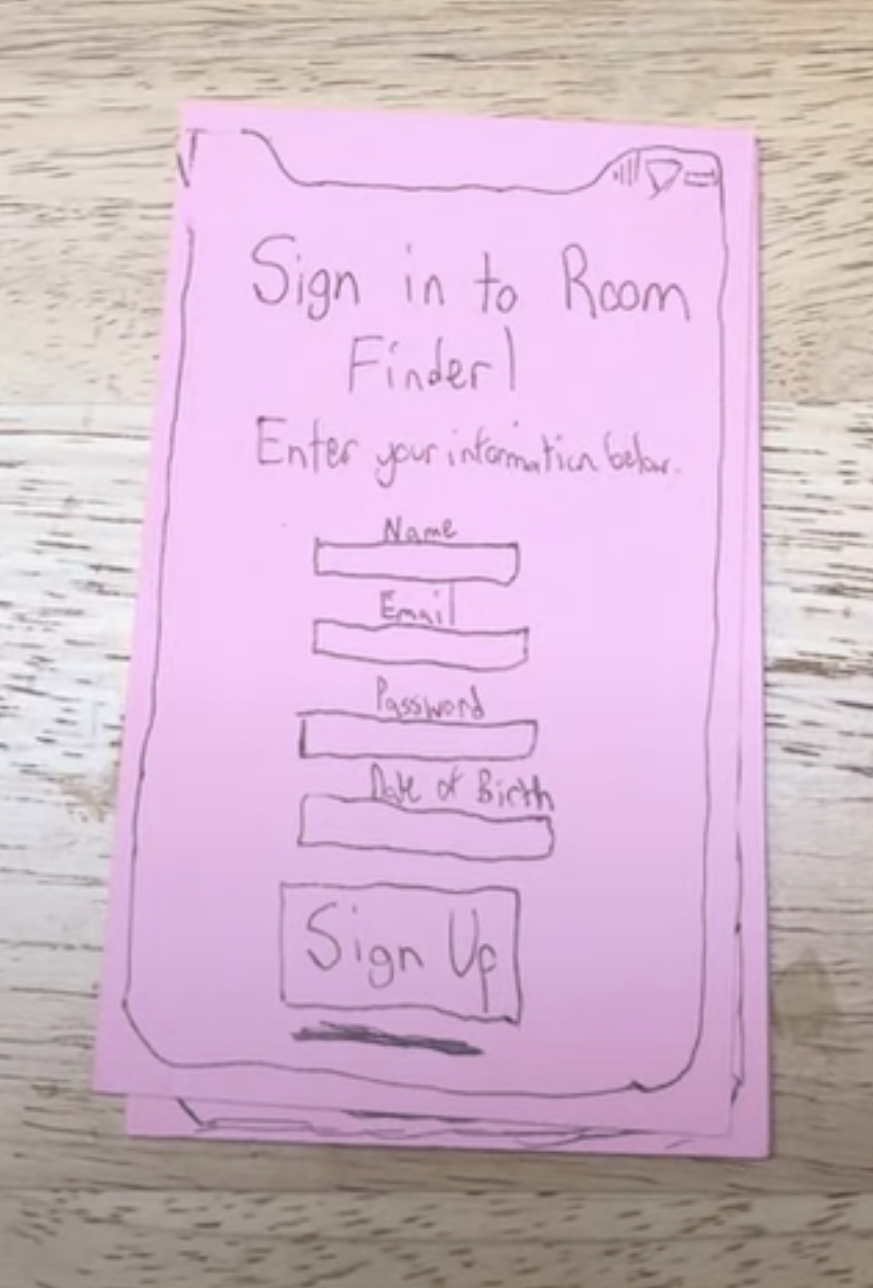 Sign in to Room
Finder!
Enter your information below.
Name
Email
Password
Date of Birth
Sign Up